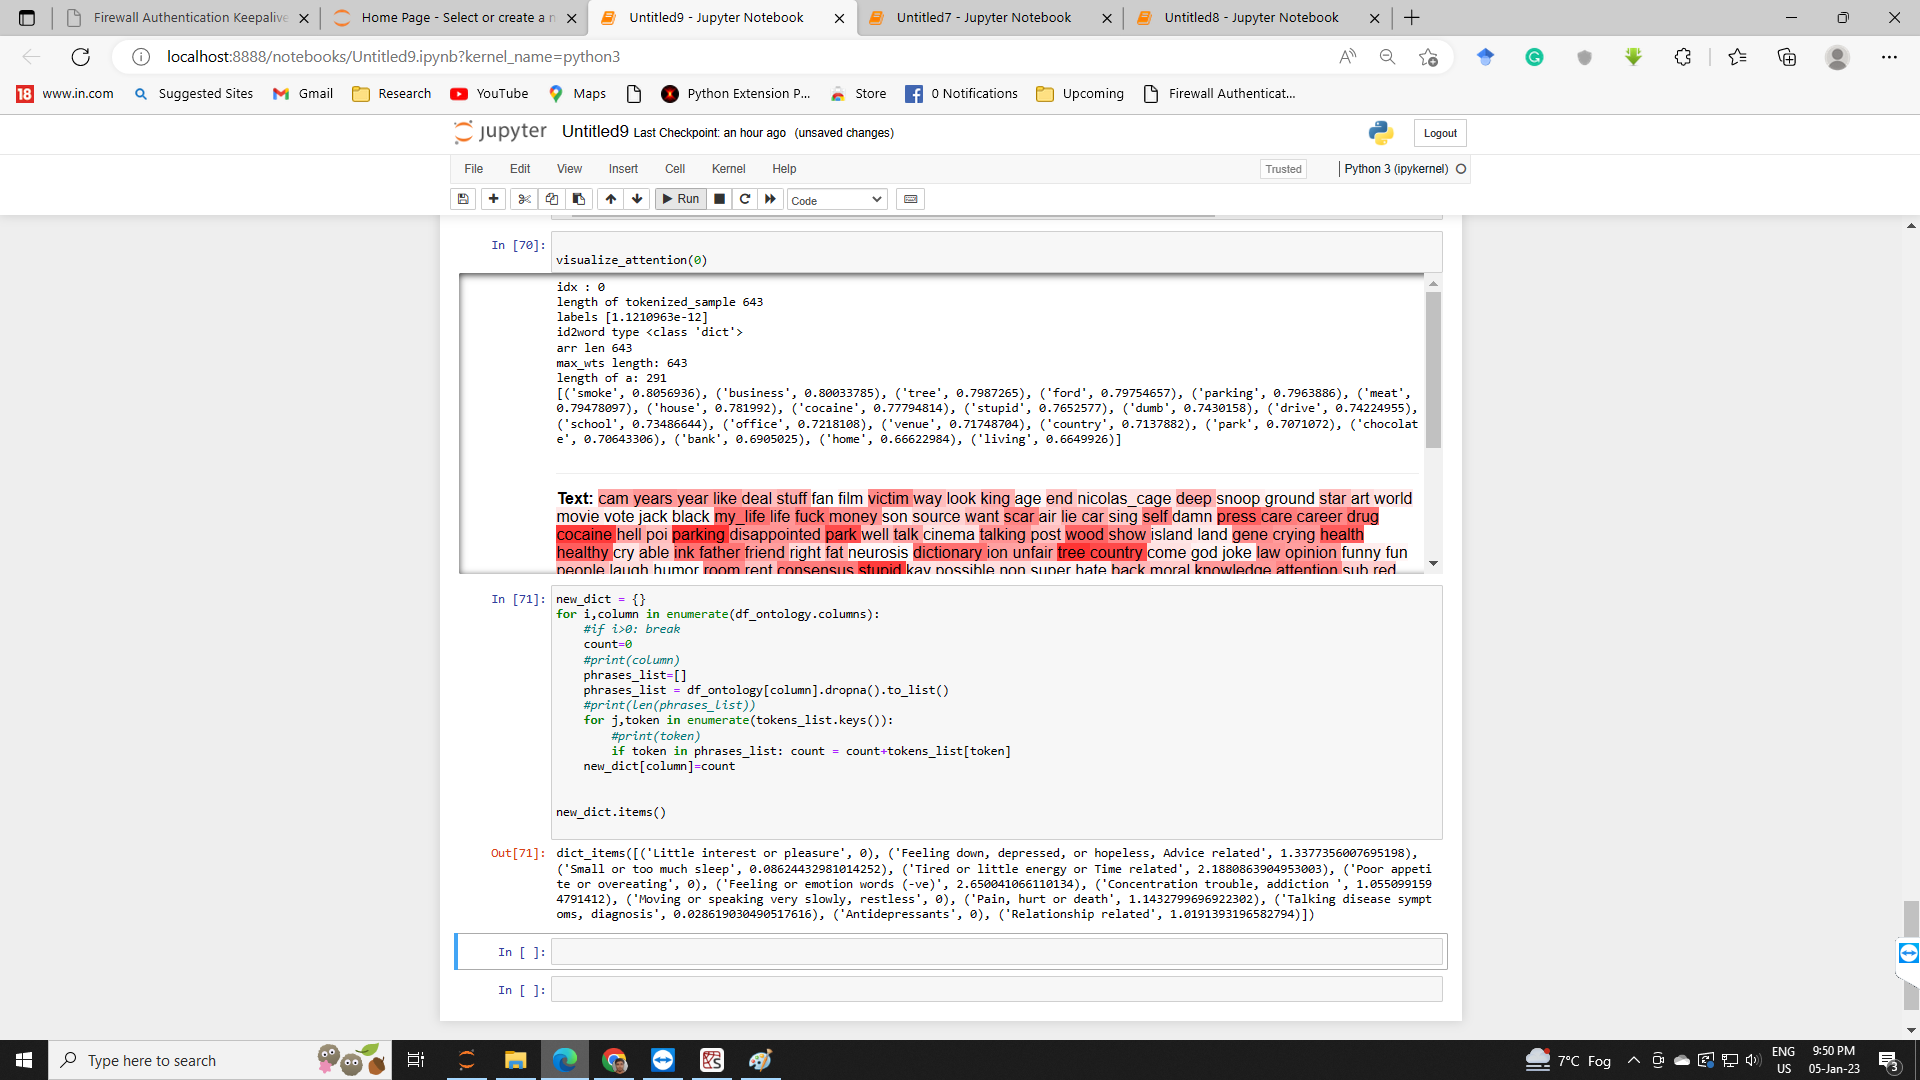 Firewall Authentication Keepalive
Home Page - Select or create a n
Untitled9 - Jupyter Notebook
Untitled7 - Jupyter Notebook
Untitled8 - Jupyter Notebook
localhost:8888/notebooks/Untitled9.ipynb?kernel_name=python3
18 www.in.com Suggested Sites Gmail Research YouTube Maps Python Extension P... Store 0 Notifications Upcoming Firewall Authenticat...
jupyter Untitled9 Last Checkpoint: an hour ago (unsaved changes) Logout
File Edit View Insert Cell Kernel Help Trusted Python 3 (ipykernel)
Run Code
In [70]:
visualize_attention(0)
idx : 0
length of tokenized_sample 643
labels [1.1210963e-12]
id2word type <class 'dict'>
arr len 643
max_wts length: 643
length of a: 291
[('smoke', 0.8056936), ('business', 0.80033785), ('tree', 0.7987265), ('ford', 0.79754657), ('parking', 0.7963886), ('meat',
0.79478097), ('house', 0.781992), ('cocaine', 0.77794814), ('stupid', 0.7652577), ('dumb', 0.7430158), ('drive', 0.74224955),
('school', 0.73486644), ('office', 0.7218108), ('venue', 0.71748704), ('country', 0.7137882), ('park', 0.7071072), ('chocolat
e', 0.70643306), ('bank', 0.6905025), ('home', 0.66622984), ('living', 0.6649926)]
Text: cam years year like deal stuff fan film victim way look king age end nicolas_cage deep snoop ground star art world
movie vote jack black my_life life fuck money son source want scar air lie car sing self damn press care career drug
cocaine hell poi parking disappointed park well talk cinema talking post wood show island land gene crying health
healthy cry able ink father friend right fat neurosis dictionary ion unfair tree country come god joke law opinion funny fun
people laugh humor room rent consensus stupid kay possible non super hate back moral knowledge attention sub red
In [71]:
new_dict = {}
for i,column in enumerate(df_ontology.columns):
    #if i>0: break
    count=0
    #print(column)
    phrases_list=[]
    phrases_list = df_ontology[column].dropna().to_list()
    #print(len(phrases_list))
    for j,token in enumerate(tokens_list.keys()):
        #print(token)
        if token in phrases_list: count = count+tokens_list[token]
    new_dict[column]=count
new_dict.items()
Out[71]:
dict_items([('Little interest or pleasure', 0), ('Feeling down, depressed, or hopeless, Advice related', 1.3377356007695198),
('Small or too much sleep', 0.08624432981014252), ('Tired or little energy or Time related', 2.1880863904953003), ('Poor appeti
te or overeating', 0), ('Feeling or emotion words (-ve)', 2.650041066110134), ('Concentration trouble, addiction ', 1.055099159
4791412), ('Moving or speaking very slowly, restless', 0), ('Pain, hurt or death', 1.1432799696922302), ('Talking disease sympt
oms, diagnosis', 0.028619030490517616), ('Antidepressants', 0), ('Relationship related', 1.0191393196582794)])
In [ ]:
In [ ]:
Type here to search
7°C Fog
ENG
US
9:50 PM
05-Jan-23
3